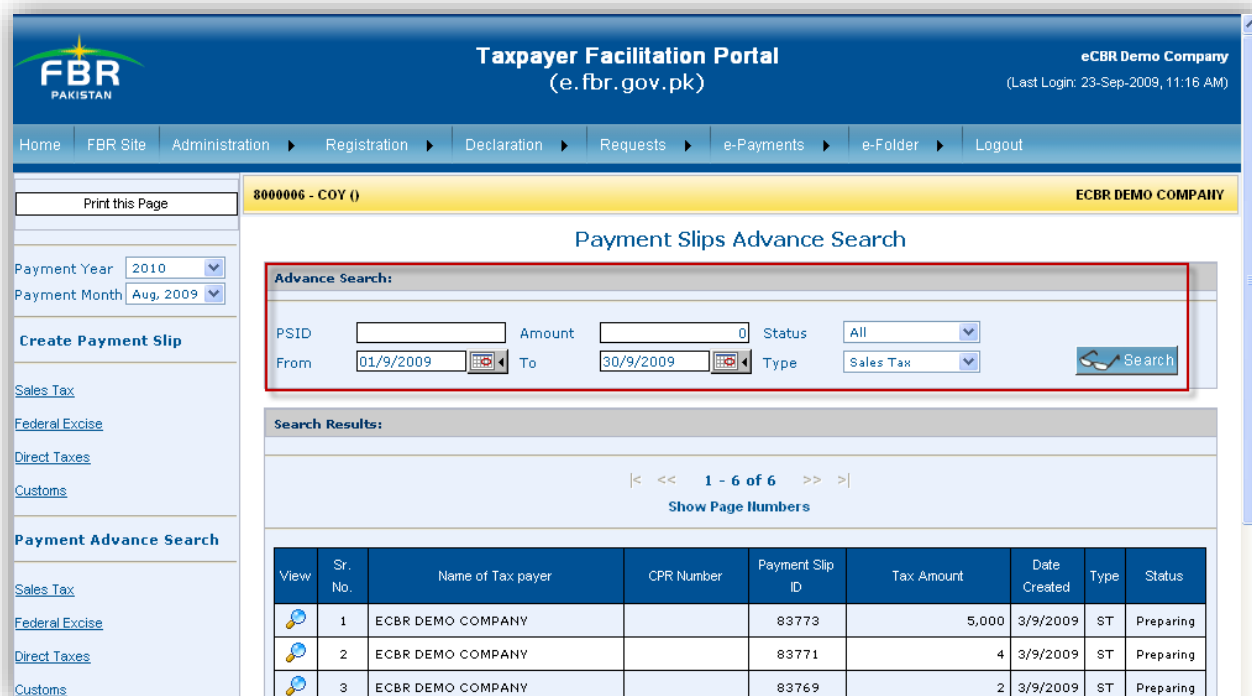 FBR
PAKISTAN
Taxpayer Facilitation Portal
(e.fbr.gov.pk)
eCBR Demo Company
(Last Login: 23-Sep-2009, 11:16 AM)
Home FBR Site Administration Registration Declaration Requests e-Payments e-Folder Logout
Print this Page
8000006 - COY () ECBR DEMO COMPANY
Payment Year 2010
Payment Month Aug, 2009
Create Payment Slip
Sales Tax
Federal Excise
Direct Taxes
Customs
Payment Advance Search
Sales Tax
Federal Excise
Direct Taxes
Customs
Payment Slips Advance Search
Advance Search:
PSID Amount 0 Status All
From 01/9/2009 To 30/9/2009 Type Sales Tax Search
Search Results:
|< << 1 - 6 of 6 >> >|
Show Page Numbers
View Sr. No. Name of Tax payer CPR Number Payment Slip ID Tax Amount Date Created Type Status
1 ECBR DEMO COMPANY 83773 5,000 3/9/2009 ST Preparing
2 ECBR DEMO COMPANY 83771 4 3/9/2009 ST Preparing
3 ECBR DEMO COMPANY 83769 2 3/9/2009 ST Preparing